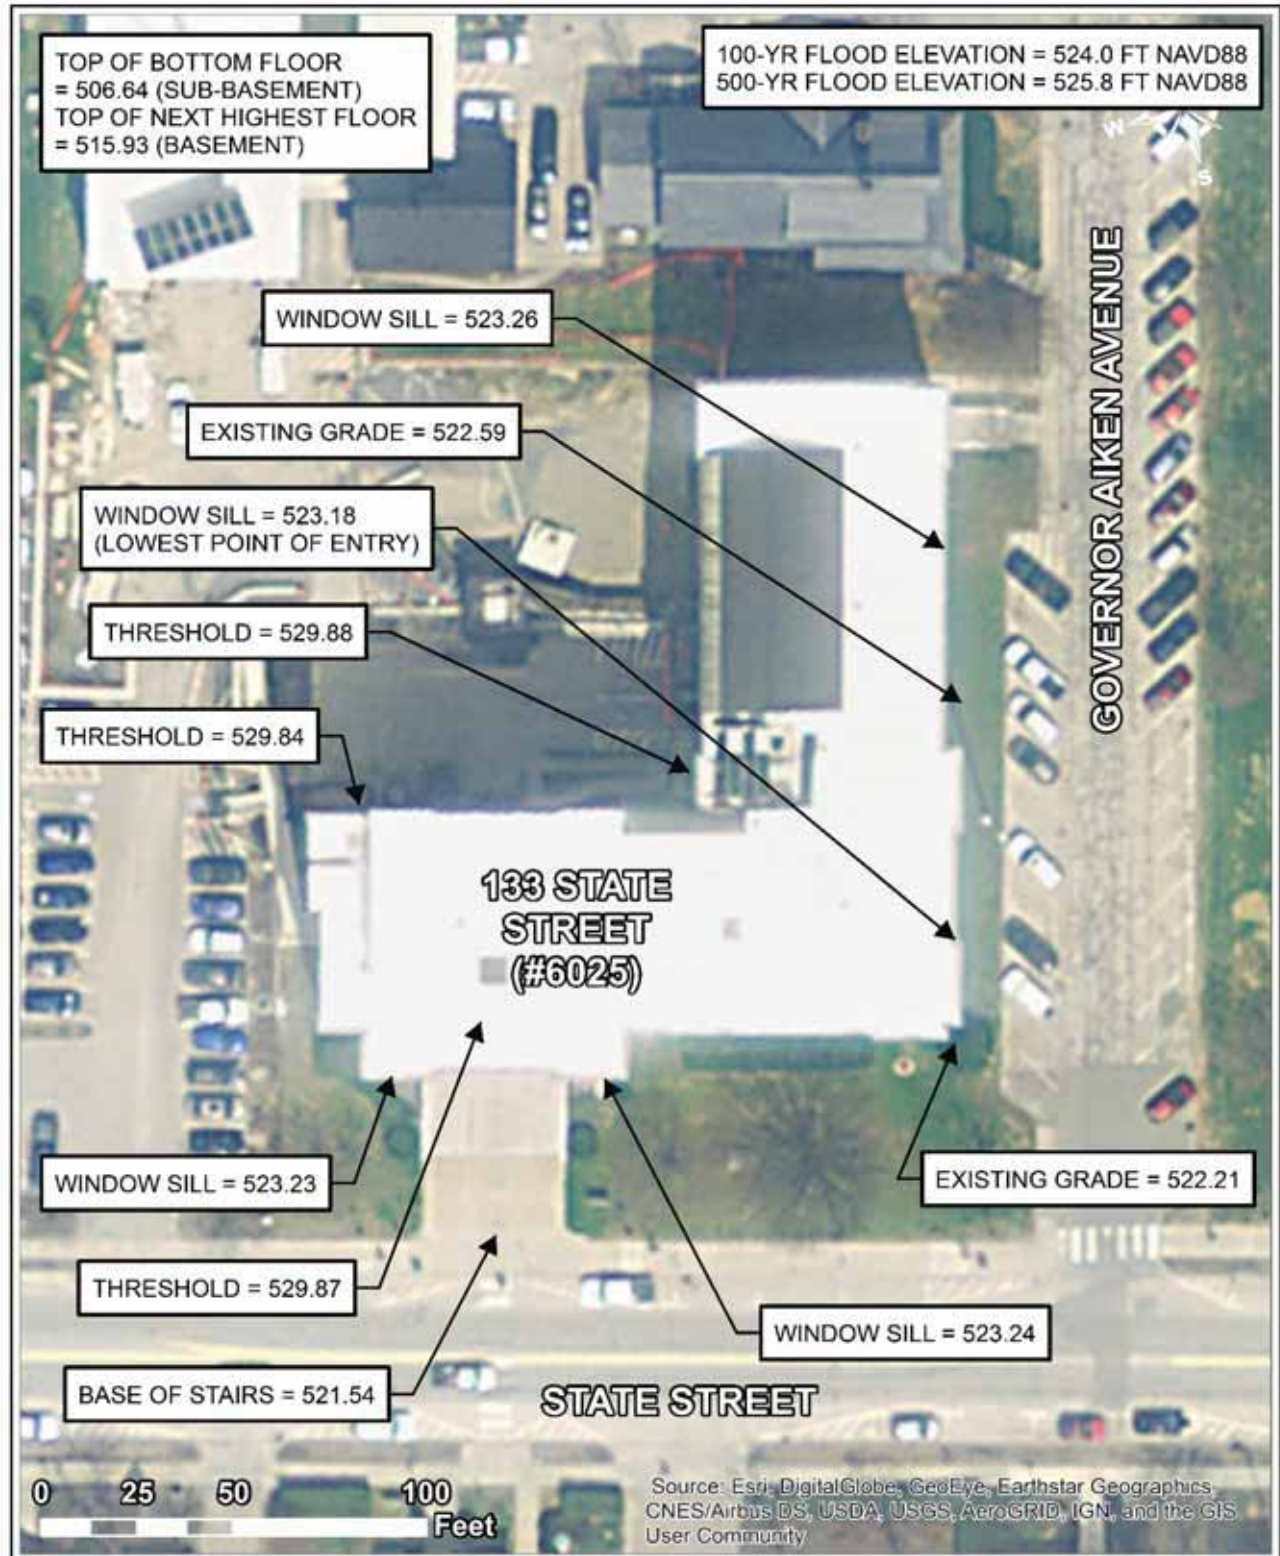 TOP OF BOTTOM FLOOR
= 506.64 (SUB-BASEMENT)
TOP OF NEXT HIGHEST FLOOR
= 515.93 (BASEMENT)
100-YR FLOOD ELEVATION = 524.0 FT NAVD88
500-YR FLOOD ELEVATION = 525.8 FT NAVD88
W
S
GOVERNOR AIKEN AVENUE
WINDOW SILL = 523.26
EXISTING GRADE = 522.59
WINDOW SILL = 523.18
(LOWEST POINT OF ENTRY)
THRESHOLD = 529.88
THRESHOLD = 529.84
133 STATE
STREET
(#6025)
WINDOW SILL = 523.23
EXISTING GRADE = 522.21
THRESHOLD = 529.87
WINDOW SILL = 523.24
BASE OF STAIRS = 521.54
STATE STREET
0 25 50 100
Feet
Source: Esri, DigitalGlobe, GeoEye, Earthstar Geographics,
CNES/Airbus DS, USDA, USGS, AeroGRID, IGN, and the GIS
User Community